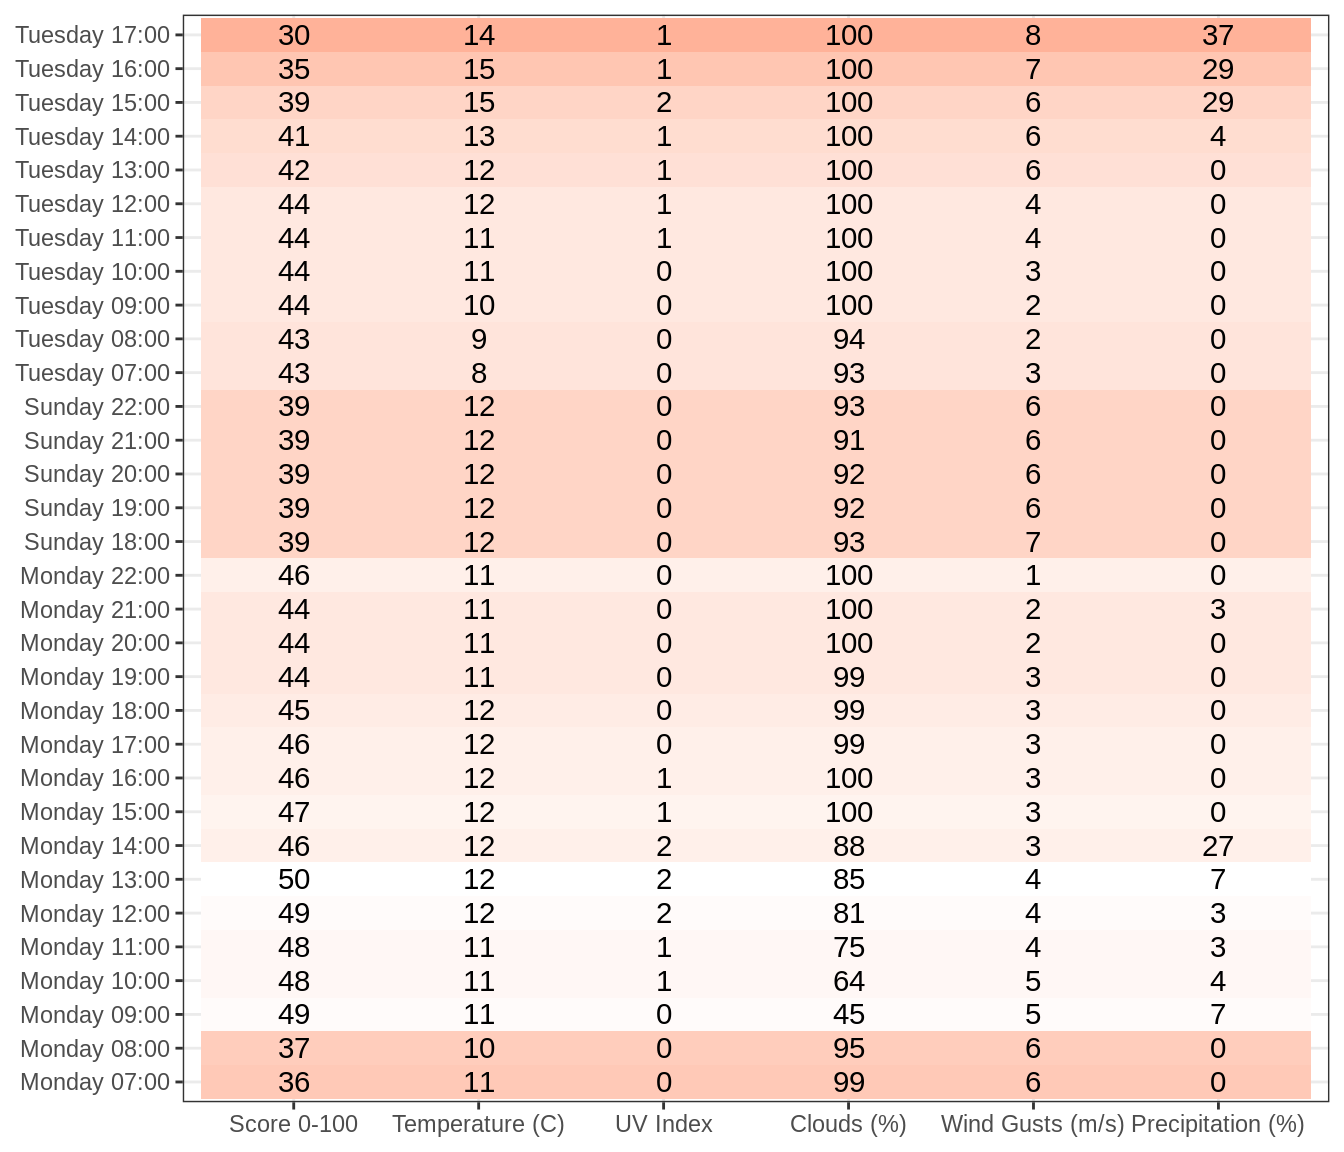 Tuesday 17:00 30 14 1 100 8 37
Tuesday 16:00 35 15 1 100 7 29
Tuesday 15:00 39 15 2 100 6 29
Tuesday 14:00 41 13 1 100 6 4
Tuesday 13:00 42 12 1 100 6 0
Tuesday 12:00 44 12 1 100 4 0
Tuesday 11:00 44 11 1 100 4 0
Tuesday 10:00 44 11 0 100 3 0
Tuesday 09:00 44 10 0 100 2 0
Tuesday 08:00 43 9 0 94 2 0
Tuesday 07:00 43 8 0 93 3 0
Sunday 22:00 39 12 0 93 6 0
Sunday 21:00 39 12 0 91 6 0
Sunday 20:00 39 12 0 92 6 0
Sunday 19:00 39 12 0 92 6 0
Sunday 18:00 39 12 0 93 7 0
Monday 22:00 46 11 0 100 1 0
Monday 21:00 44 11 0 100 2 3
Monday 20:00 44 11 0 100 2 0
Monday 19:00 44 11 0 99 3 0
Monday 18:00 45 12 0 99 3 0
Monday 17:00 46 12 0 99 3 0
Monday 16:00 46 12 1 100 3 0
Monday 15:00 47 12 1 100 3 0
Monday 14:00 46 12 2 88 3 27
Monday 13:00 50 12 2 85 4 7
Monday 12:00 49 12 2 81 4 3
Monday 11:00 48 11 1 75 4 3
Monday 10:00 48 11 1 64 5 4
Monday 09:00 49 11 0 45 5 7
Monday 08:00 37 10 0 95 6 0
Monday 07:00 36 11 0 99 6 0
Score 0-100 Temperature (C) UV Index Clouds (%) Wind Gusts (m/s) Precipitation (%)